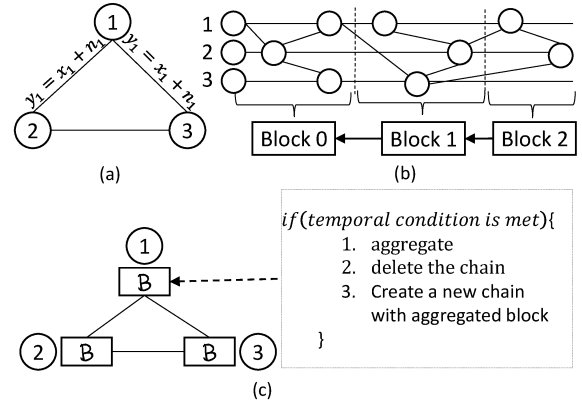 1
y₁ = x₁ + n₁
y₁ = x₁ + n₁
2
3
(a)
1
2
3
Block 0
Block 1
Block 2
(b)
1
B
2
B
B
3
if(temporal condition is met){
1. aggregate
2. delete the chain
3. Create a new chain
with aggregated block
}
(c)